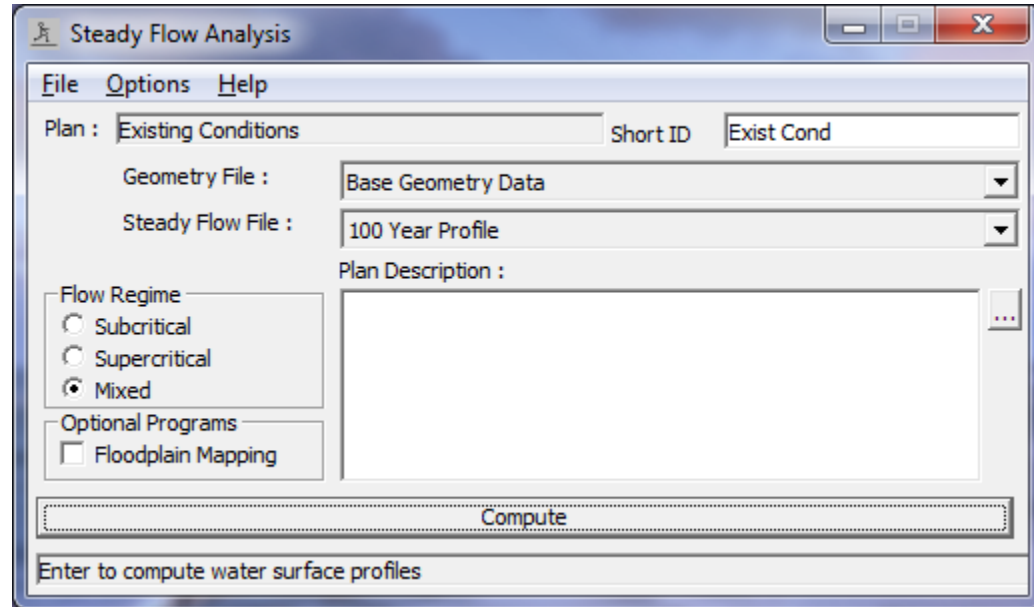 Steady Flow Analysis
File Options Help
Plan : Existing Conditions Short ID Exist Cond
Geometry File : Base Geometry Data
Steady Flow File : 100 Year Profile
Plan Description :
Flow Regime
...
Subcritical
Supercritical
Mixed
Optional Programs
Floodplain Mapping
Compute
Enter to compute water surface profiles